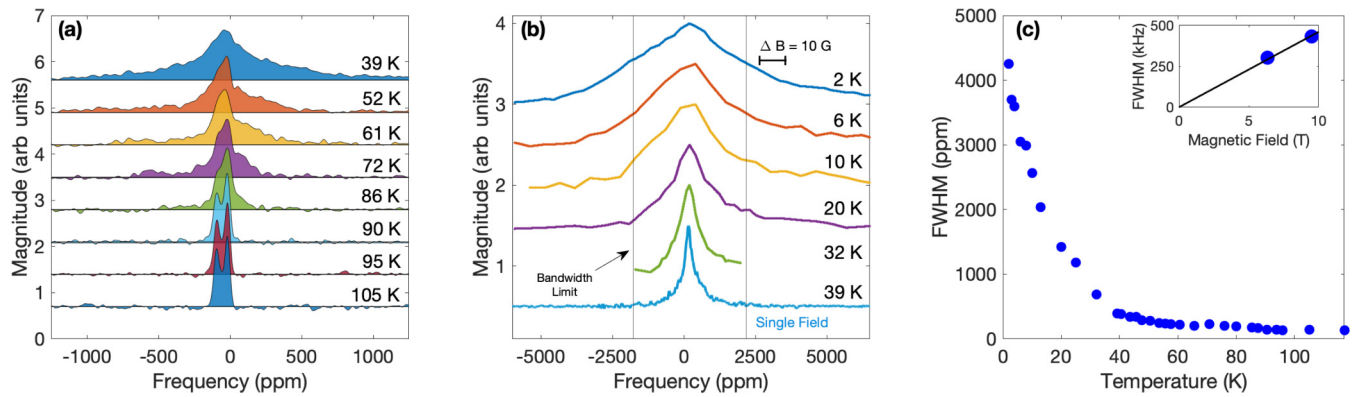 (a)
7
6
5
4
3
2
1
0
Magnitude (arb units)
39 K
52 K
61 K
72 K
86 K
90 K
95 K
105 K
-1000
-500
0
500
1000
Frequency (ppm)
(b)
4
3
2
1
Magnitude (arb units)
Δ B = 10 G
2 K
6 K
10 K
20 K
32 K
39 K
Bandwidth
Limit
Single Field
-5000
-2500
0
2500
5000
Frequency (ppm)
(c)
5000
4000
3000
2000
1000
0
FWHM (ppm)
0
20
40
60
80
100
Temperature (K)
500
250
0
FWHM (kHz)
0
5
10
Magnetic Field (T)